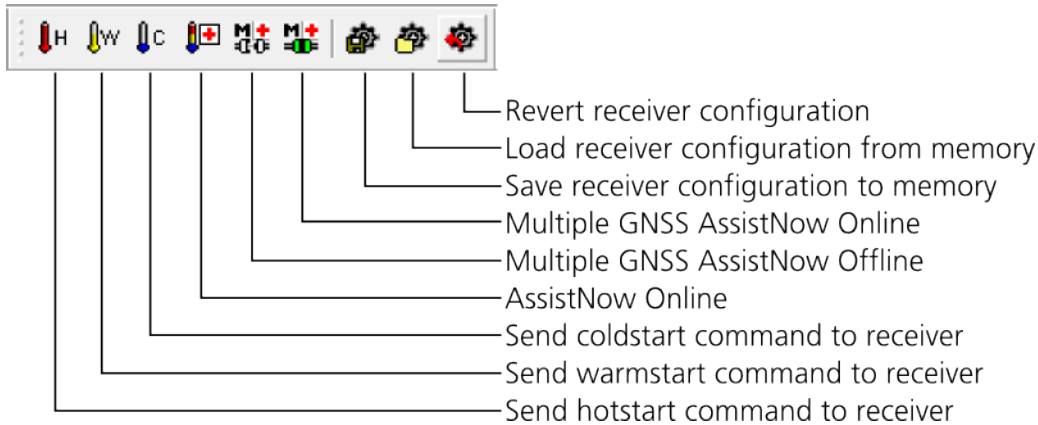 H W C M M
Revert receiver configuration
Load receiver configuration from memory
Save receiver configuration to memory
Multiple GNSS AssistNow Online
Multiple GNSS AssistNow Offline
AssistNow Online
Send coldstart command to receiver
Send warmstart command to receiver
Send hotstart command to receiver